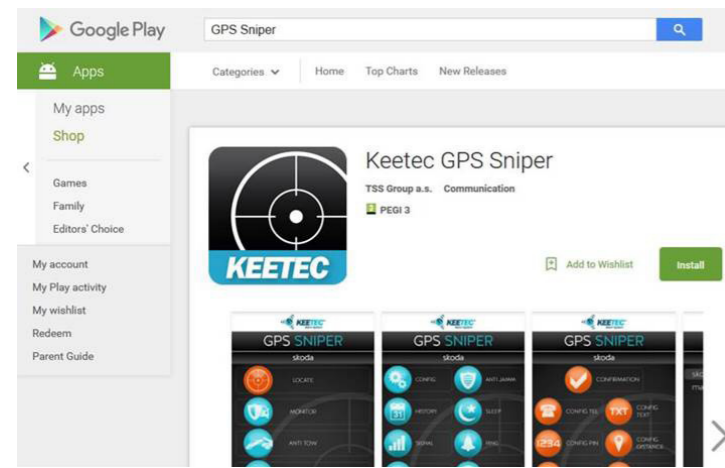 Google Play
GPS Sniper
Apps
Categories
Home
Top Charts
New Releases
My apps
Shop
Games
Family
Editors' Choice
My account
My Play activity
My wishlist
Redeem
Parent Guide
KEETEC
Keetec GPS Sniper
TSS Group a.s. Communication
PEGI 3
Add to Wishlist
Install
KEETEC
GPS SNIPER
skoda
LOCATE
MONITOR
ANTI TOW
KEETEC
GPS SNIPER
skoda
CONFIG
ANTI JAMM
31
HISTORY
SLEEP
SIGNAL
KEETEC
GPS SNIPER
skoda
CONFIRMATION
CONFIG TEL
TXT
CONFIG TEXT
1234
CONFIG PIN
CONFIG DISTANCE